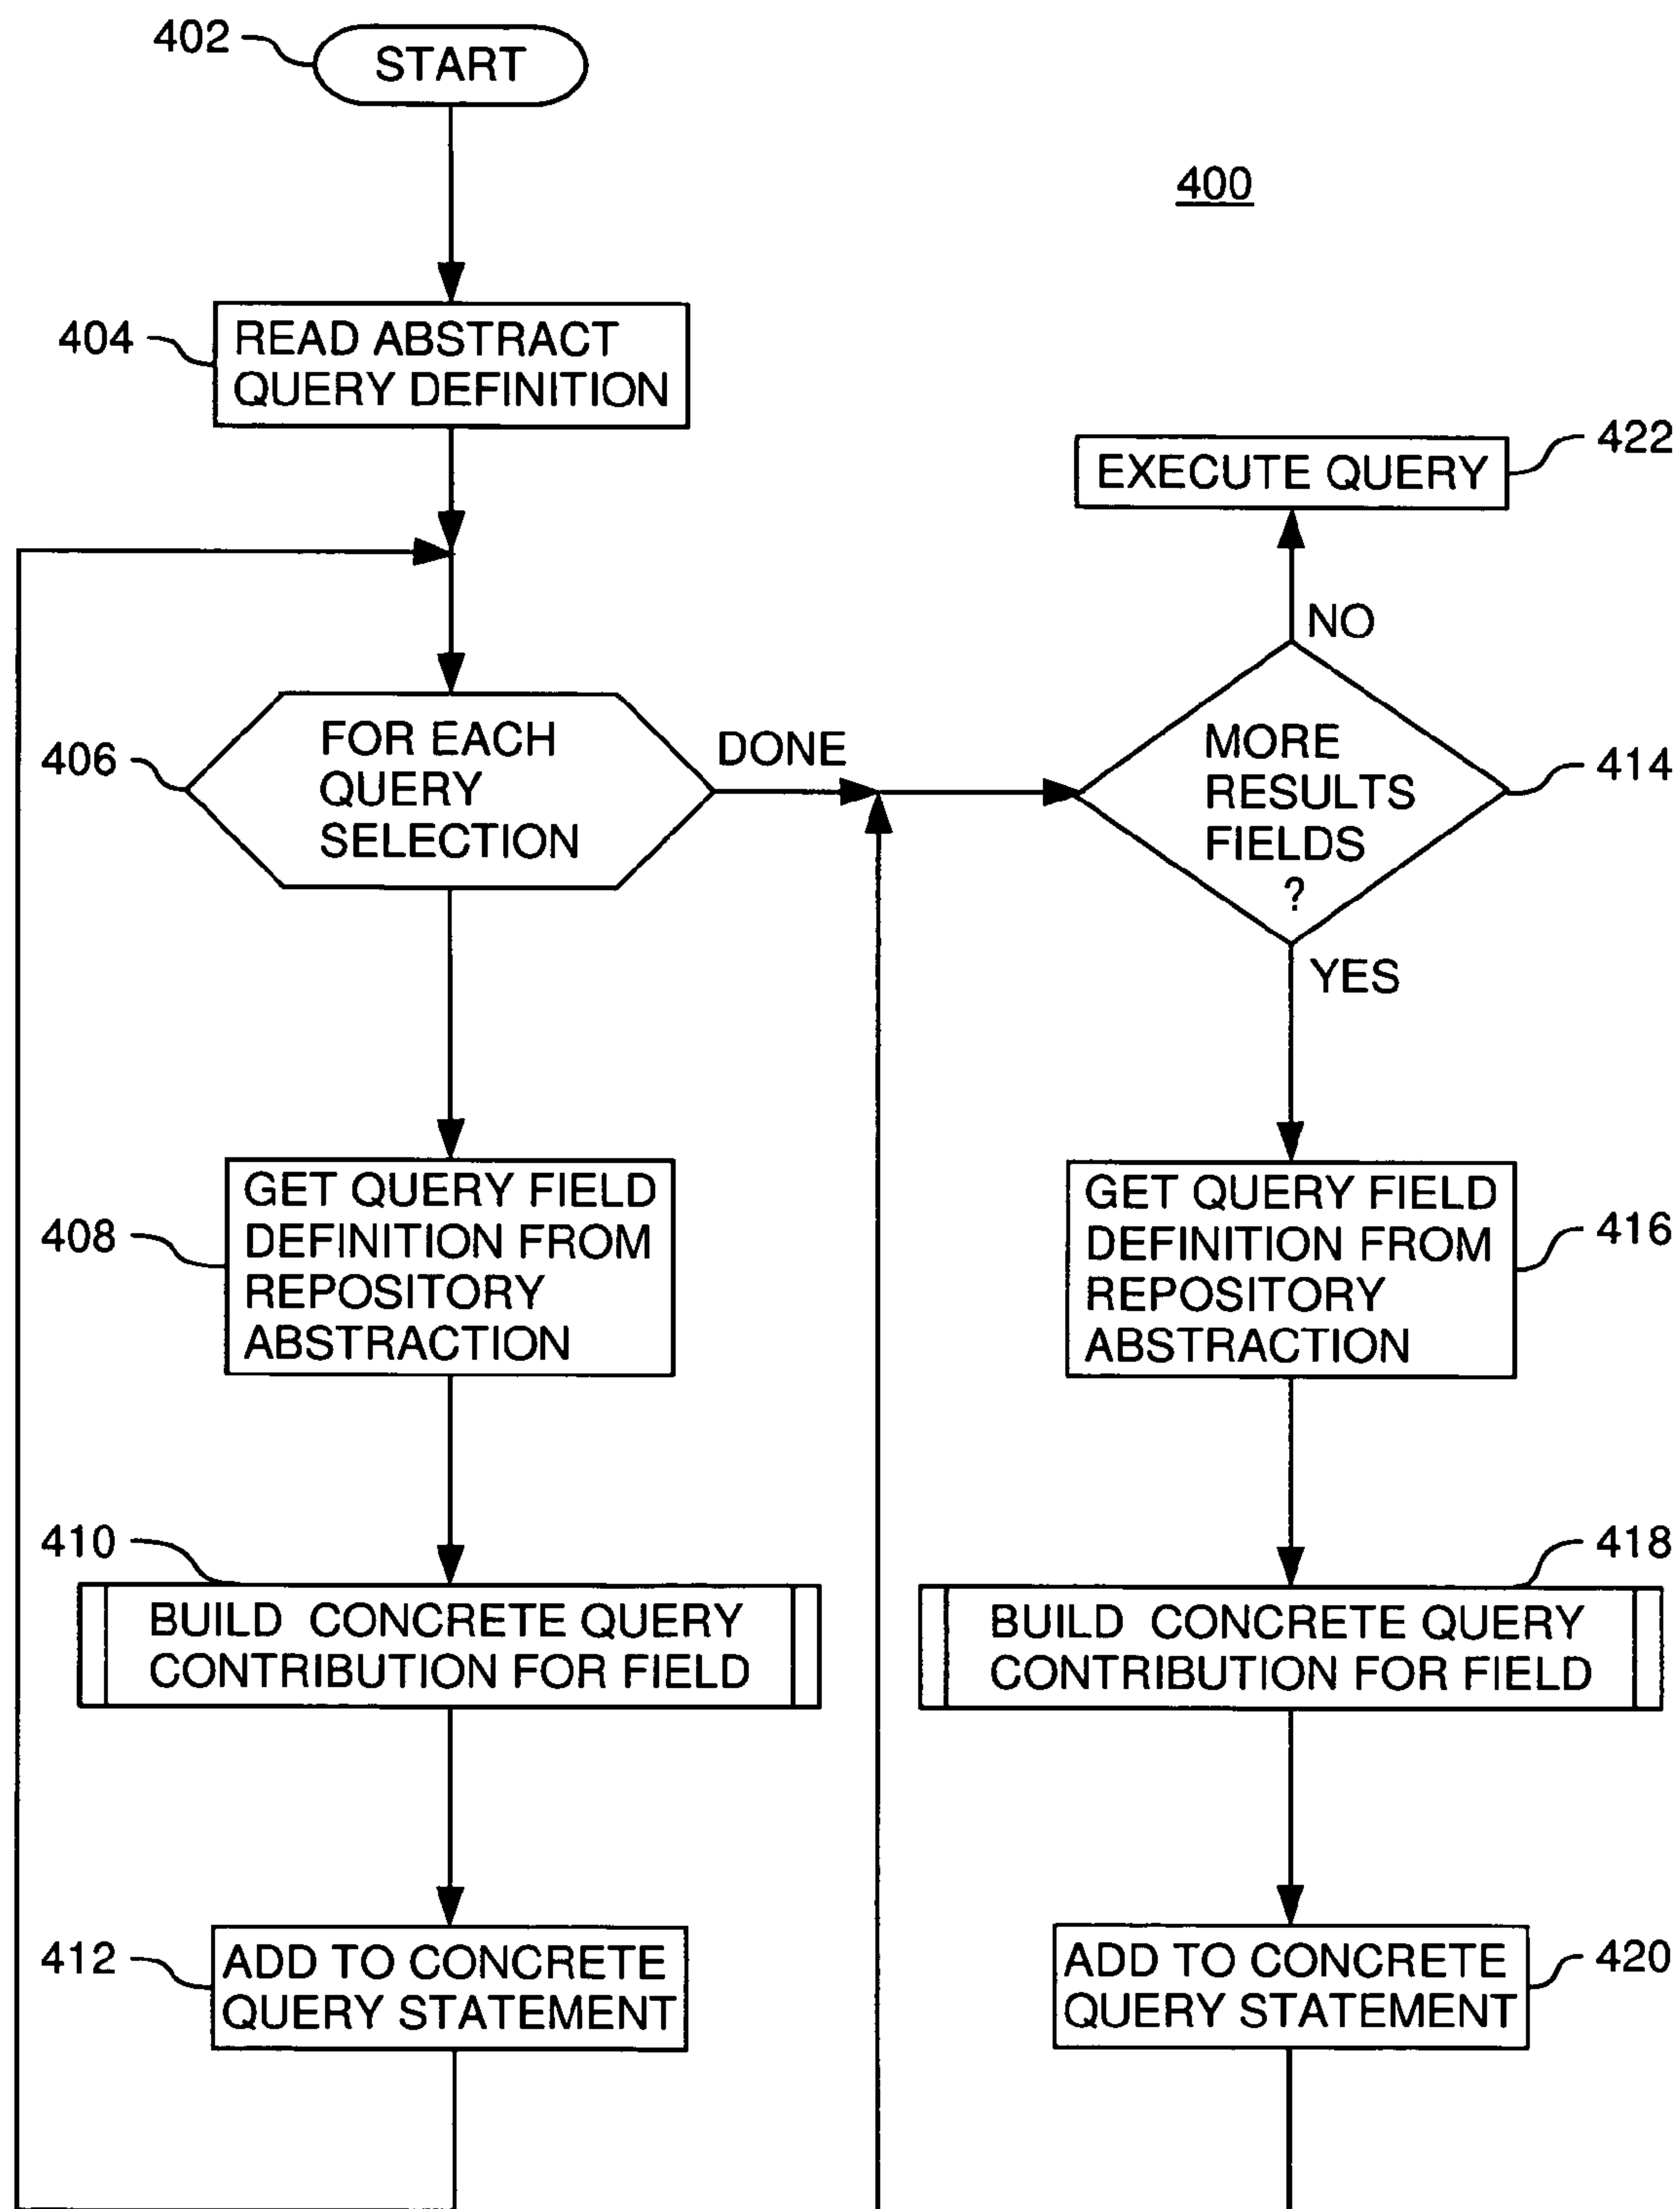 402
START
400
404
READ ABSTRACT
QUERY DEFINITION
422
EXECUTE QUERY
NO
406
FOR EACH
QUERY
SELECTION
DONE
MORE
RESULTS
FIELDS
?
414
YES
408
GET QUERY FIELD
DEFINITION FROM
REPOSITORY
ABSTRACTION
GET QUERY FIELD
DEFINITION FROM
REPOSITORY
ABSTRACTION
416
410
BUILD CONCRETE QUERY
CONTRIBUTION FOR FIELD
418
BUILD CONCRETE QUERY
CONTRIBUTION FOR FIELD
412
ADD TO CONCRETE
QUERY STATEMENT
ADD TO CONCRETE
QUERY STATEMENT
420